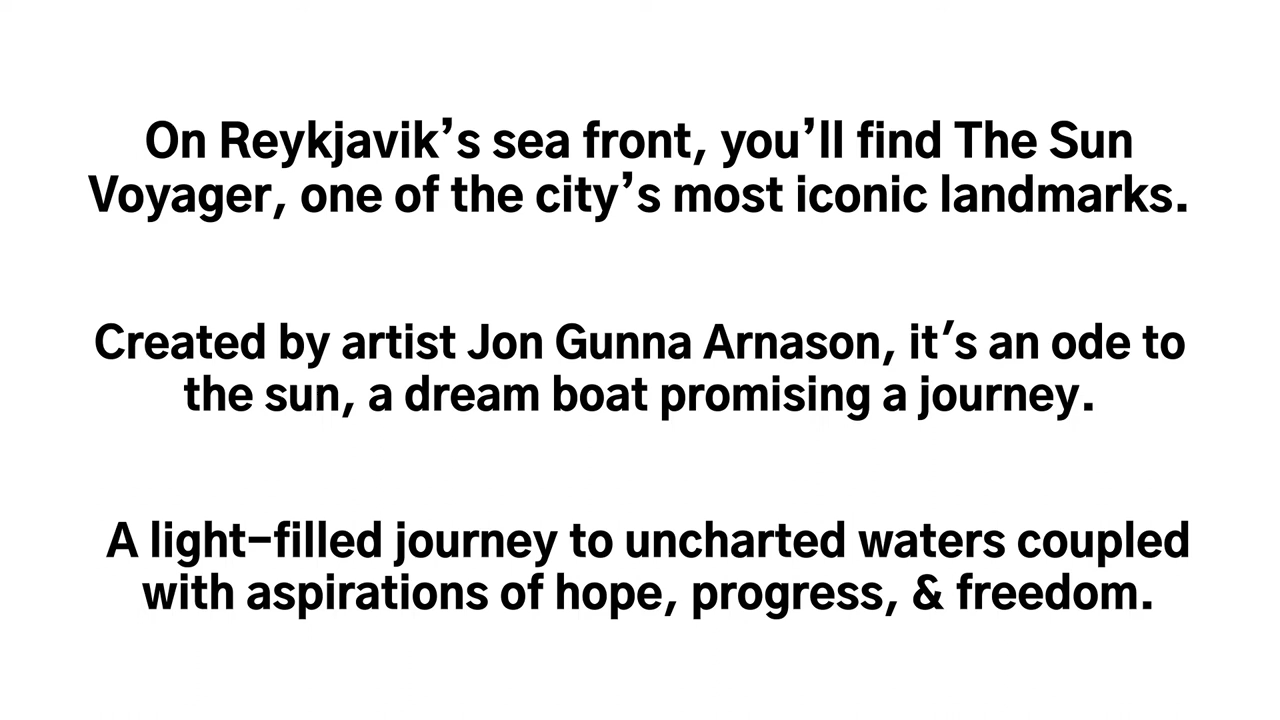 On Reykjavik’s sea front, you’ll find The Sun
Voyager, one of the city’s most iconic landmarks.
Created by artist Jon Gunna Arnason, it's an ode to
the sun, a dream boat promising a journey.
A light-filled journey to uncharted waters coupled
with aspirations of hope, progress, & freedom.